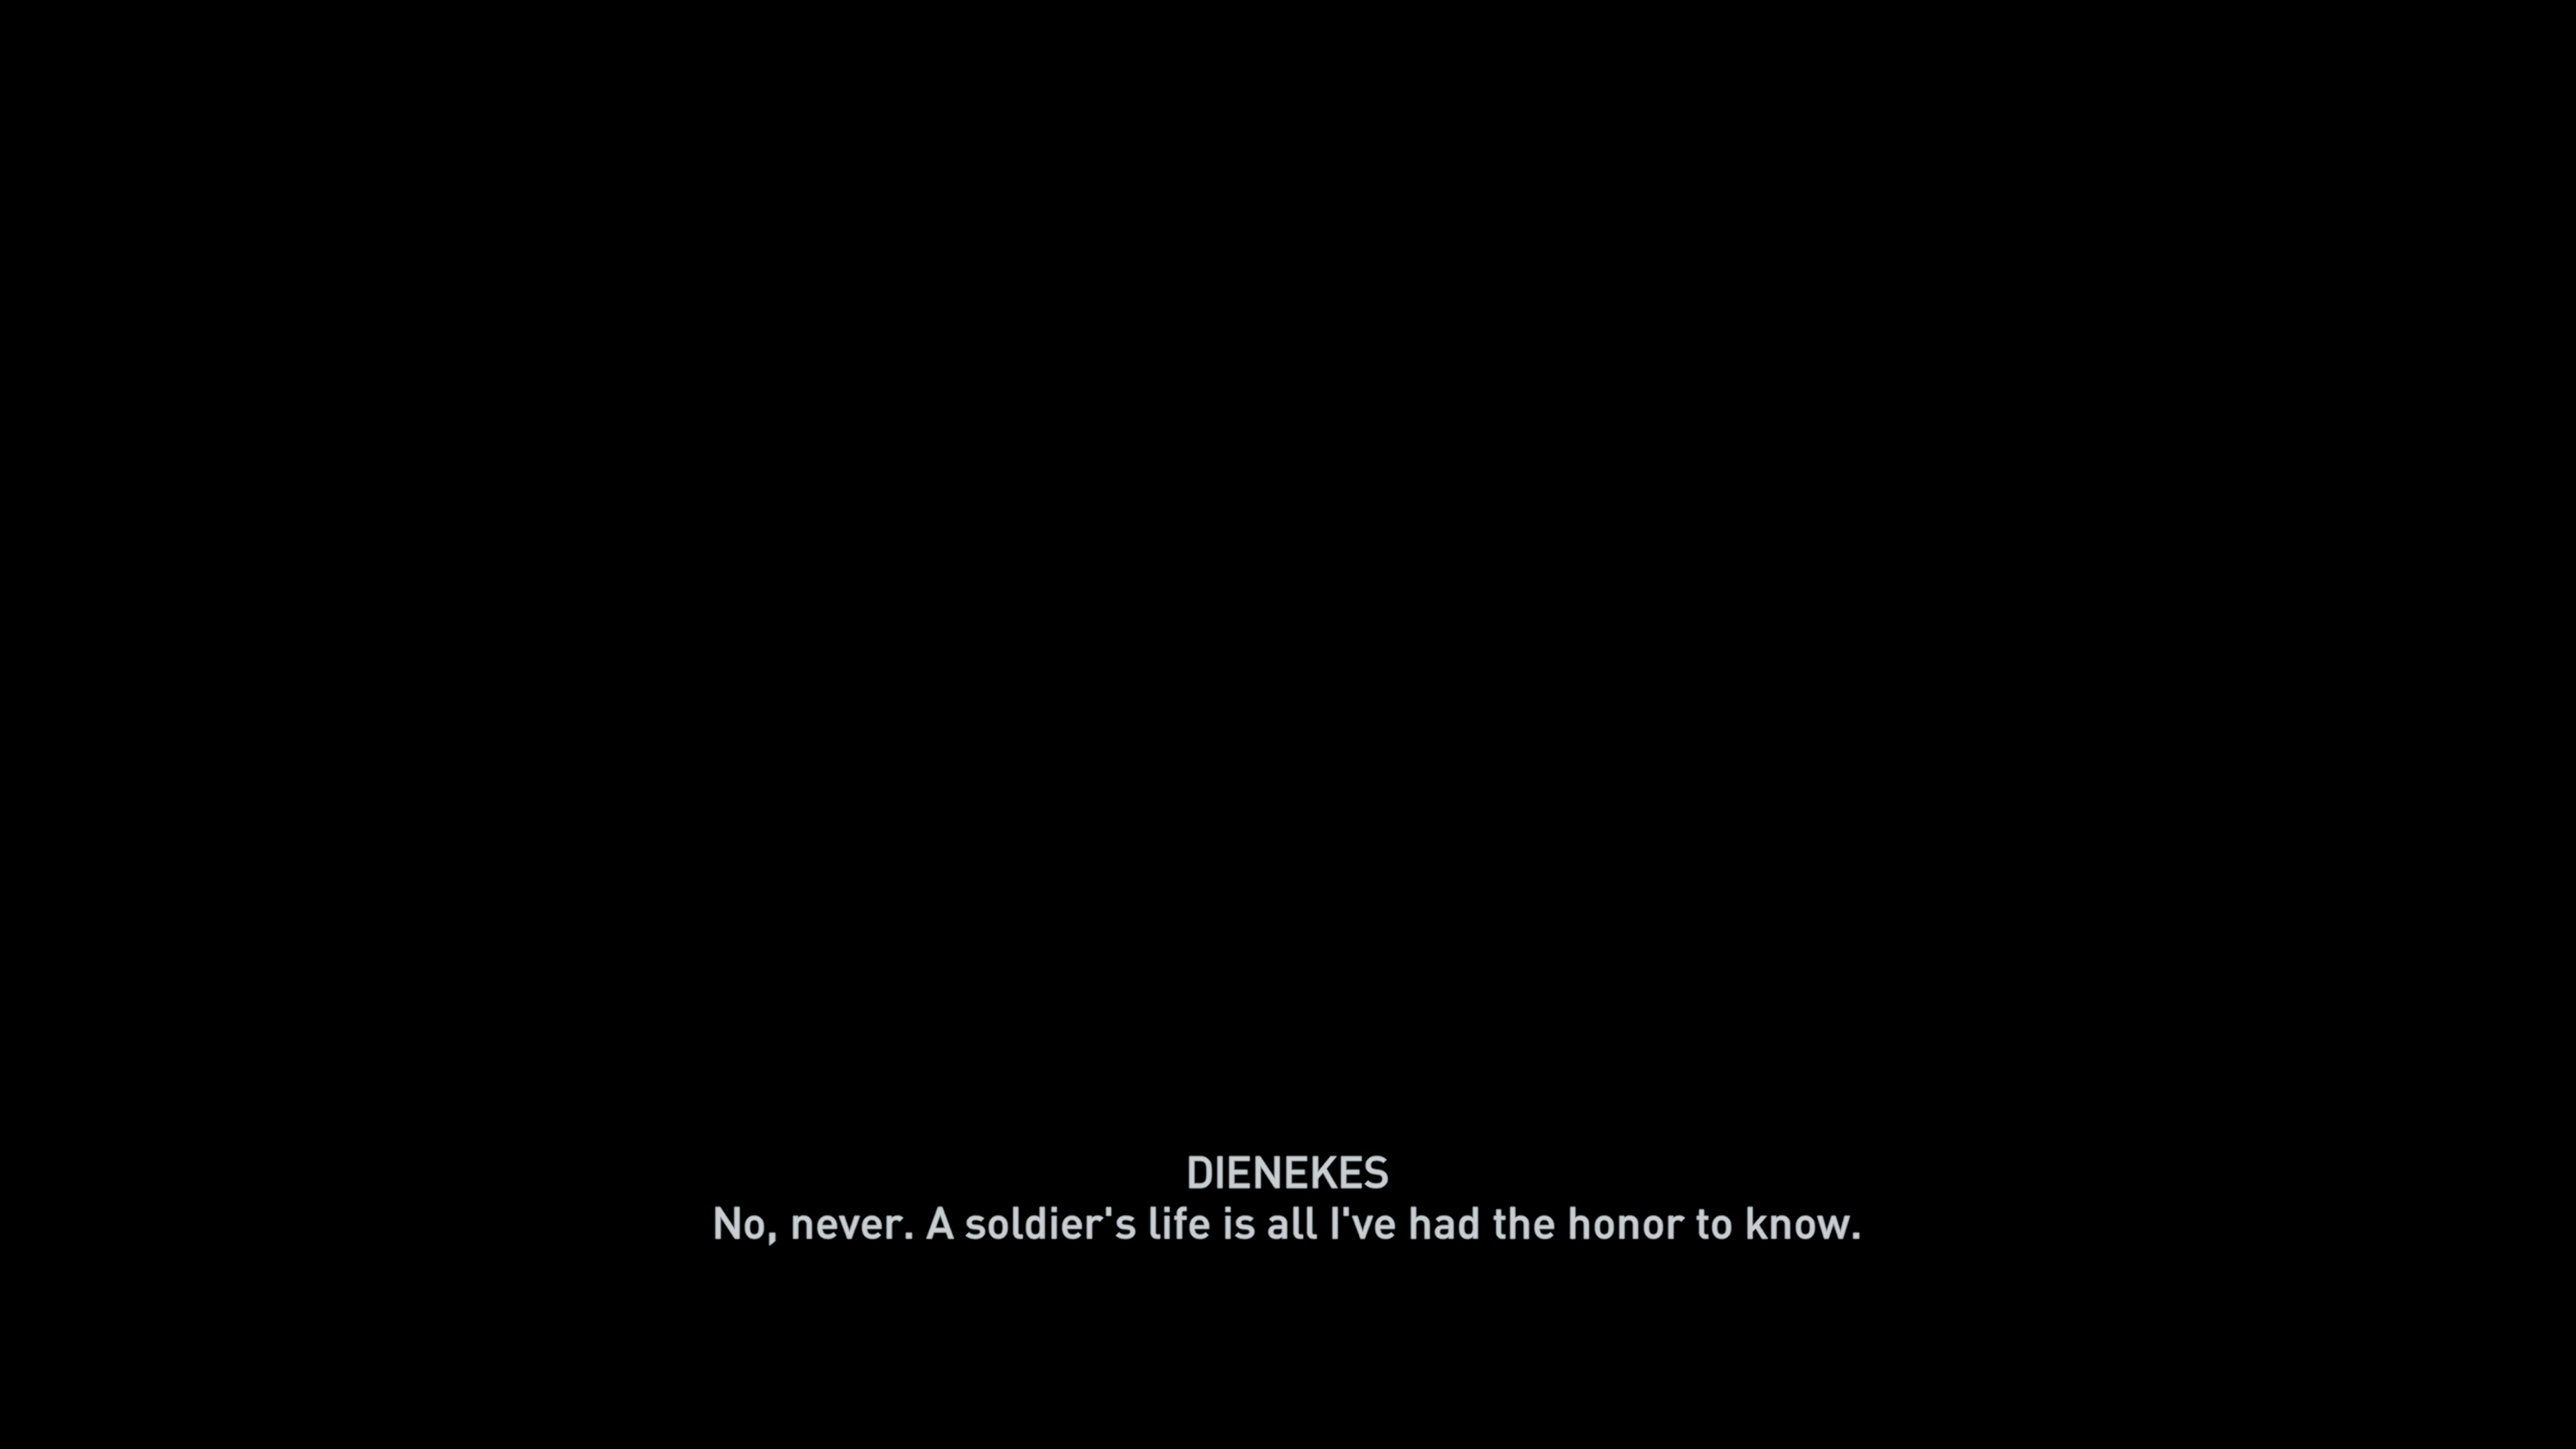 DIENEKES
No, never. A soldier's life is all I've had the honor to know.